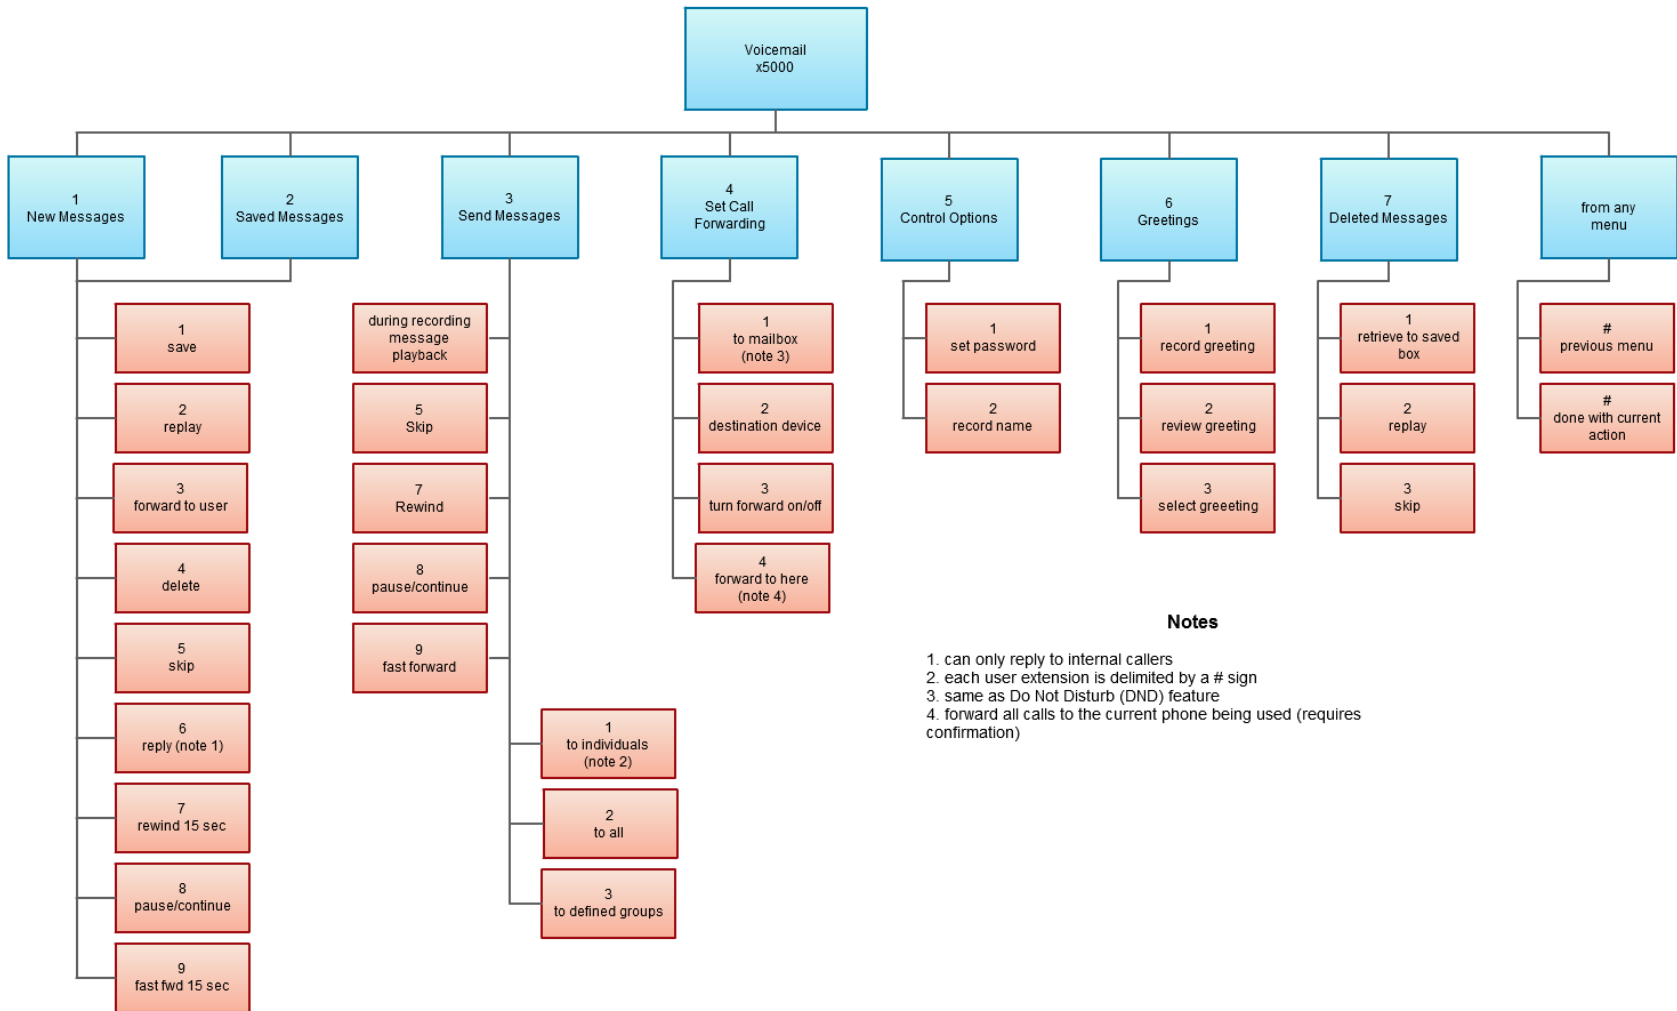 Voicemail
x5000
1
New Messages
2
Saved Messages
3
Send Messages
4
Set Call
Forwarding
5
Control Options
6
Greetings
7
Deleted Messages
from any
menu
1
save
2
replay
3
forward to user
4
delete
5
skip
6
reply (note 1)
7
rewind 15 sec
8
pause/continue
9
fast fwd 15 sec
during recording
message
playback
5
Skip
7
Rewind
8
pause/continue
9
fast forward
1
to individuals
(note 2)
2
to all
3
to defined groups
1
to mailbox
(note 3)
2
destination device
3
turn forward on/off
4
forward to here
(note 4)
1
set password
2
record name
1
record greeting
2
review greeting
3
select greeeting
1
retrieve to saved
box
2
replay
3
skip
#
previous menu
#
done with current
action
Notes
1. can only reply to internal callers
2. each user extension is delimited by a # sign
3. same as Do Not Disturb (DND) feature
4. forward all calls to the current phone being used (requires
confirmation)